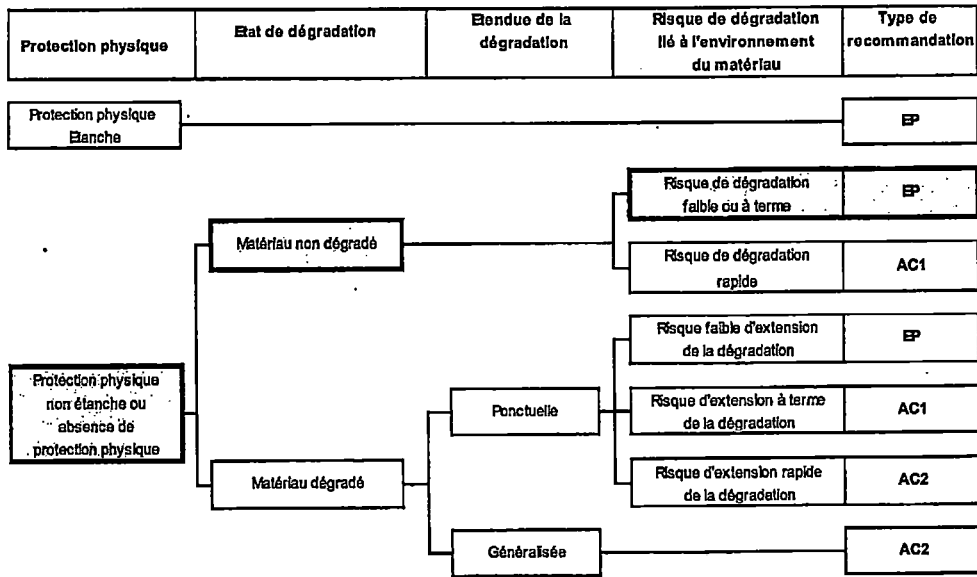 Protection physique
Etat de dégradation
Etendue de la
dégradation
Risque de dégradation
lié à l'environnement
du matériau
Type de
recommandation
Protection physique
Etanche
EP
Risque de dégradation
faible ou à terme
EP
Matériau non dégradé
Risque de dégradation
rapide
AC1
Risque faible d'extension
de la dégradation
EP
Protection physique
non étanche ou
absence de
protection physique
Ponctuelle
Risque d'extension à terme
de la dégradation
AC1
Matériau dégradé
Risque d'extension rapide
de la dégradation
AC2
Généralisée
AC2